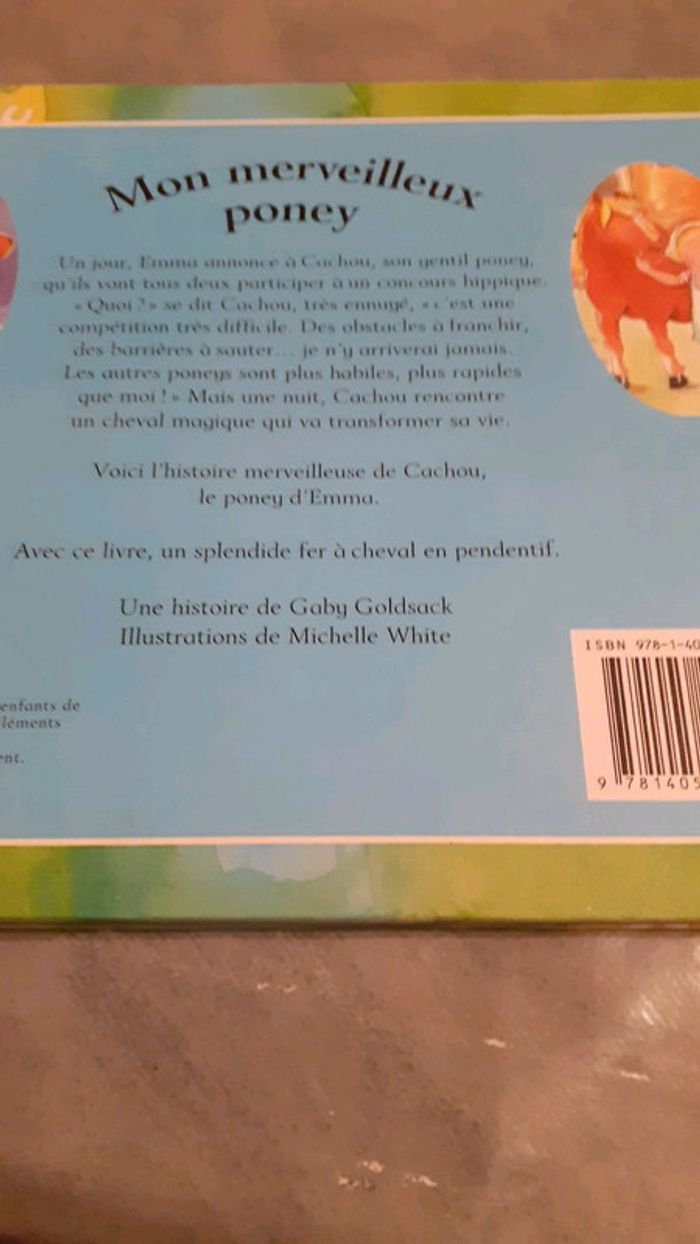 Mon merveilleux
poney
Un jour, Emma annonce à Cachou, son gentil poney,
qu'ils vont tous deux participer à un concours hippique.
« Quoi ? » se dit Cachou, très ennuyé, « c'est une
compétition très difficile. Des obstacles à franchir,
des barrières à sauter... je n'y arriverai jamais.
Les autres poneys sont plus habiles, plus rapides
que moi ! » Mais une nuit, Cachou rencontre
un cheval magique qui va transformer sa vie.
Voici l'histoire merveilleuse de Cachou,
le poney d'Emma.
Avec ce livre, un splendide fer à cheval en pendentif.
Une histoire de Gaby Goldsack
Illustrations de Michelle White
ISBN 978-1-40
enfants de
léments
ent.
9 781405